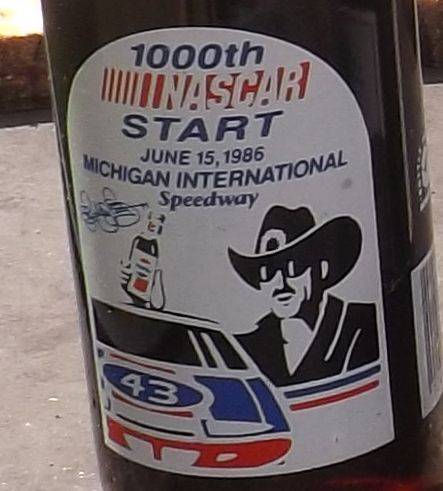 1000th
NASCAR
START
JUNE 15, 1986
MICHIGAN INTERNATIONAL
Speedway
43